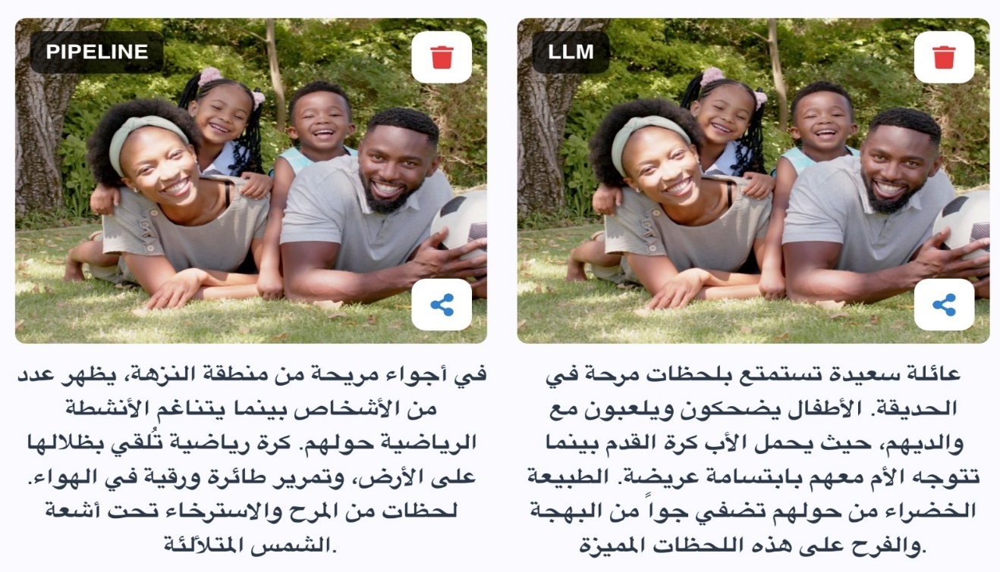 PIPELINE
في أجواء مريحة من منطقة النزهة، يظهر عدد
من الأشخاص بينما يتناغم الأنشطة
الرياضية حولهم. كرة رياضية تُلقي بظلالها
على الأرض، وتمرير طائرة ورقية في الهواء.
لحظات من المرح والاسترخاء تحت أشعة
الشمس المتلألئة.
LLM
عائلة سعيدة تستمتع بلحظات مرحة في
الحديقة. الأطفال يضحكون ويلعبون مع
والديهم، حيث يحمل الأب كرة القدم بينما
تتوجه الأم معهم بابتسامة عريضة. الطبيعة
الخضراء من حولهم تضفي جواً من البهجة
والفرح على هذه اللحظات المميزة.